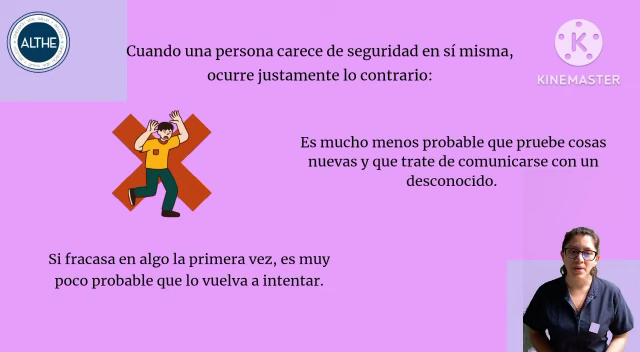 ALTHE
Cuando una persona carece de seguridad en sí misma,
ocurre justamente lo contrario:
K
KINEMASTER
Es mucho menos probable que pruebe cosas
nuevas y que trate de comunicarse con un
desconocido.
Si fracasa en algo la primera vez, es muy
poco probable que lo vuelva a intentar.